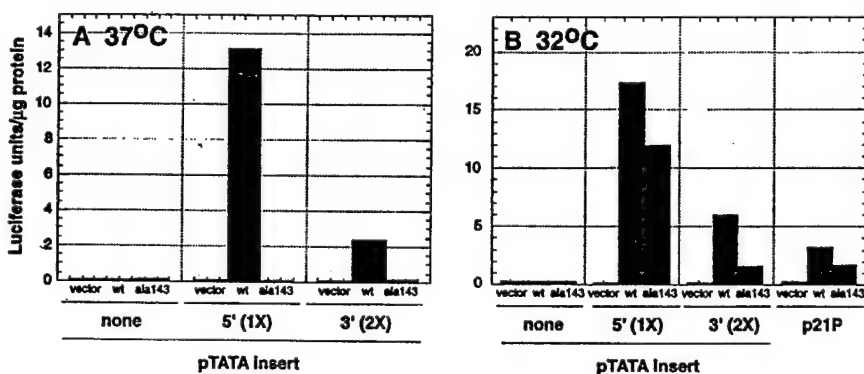 A 37°C
Luciferase units/µg protein
14
12
10
8
6
4
2
0
vector wt ala143 vector wt ala143 vector wt ala143
none 5' (1X) 3' (2X)
pTATA insert
B 32°C
20
15
10
5
0
vector wt ala143 vector wt ala143 vector wt ala143 vector wt ala143
none 5' (1X) 3' (2X) p21P
pTATA insert